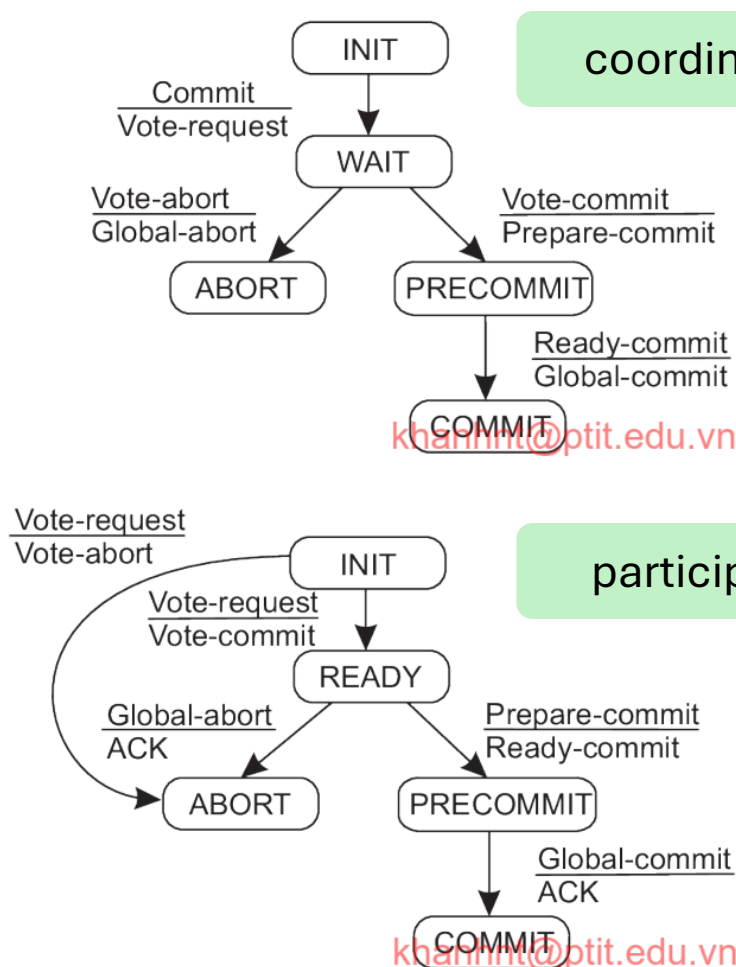 INIT
coordin
Commit
Vote-request
WAIT
Vote-abort
Global-abort
Vote-commit
Prepare-commit
ABORT
PRECOMMIT
Ready-commit
Global-commit
COMMIT
khanhnt@ptit.edu.vn
Vote-request
Vote-abort
INIT
particip
Vote-request
Vote-commit
READY
Global-abort
ACK
Prepare-commit
Ready-commit
ABORT
PRECOMMIT
Global-commit
ACK
COMMIT
khanhnt@ptit.edu.vn